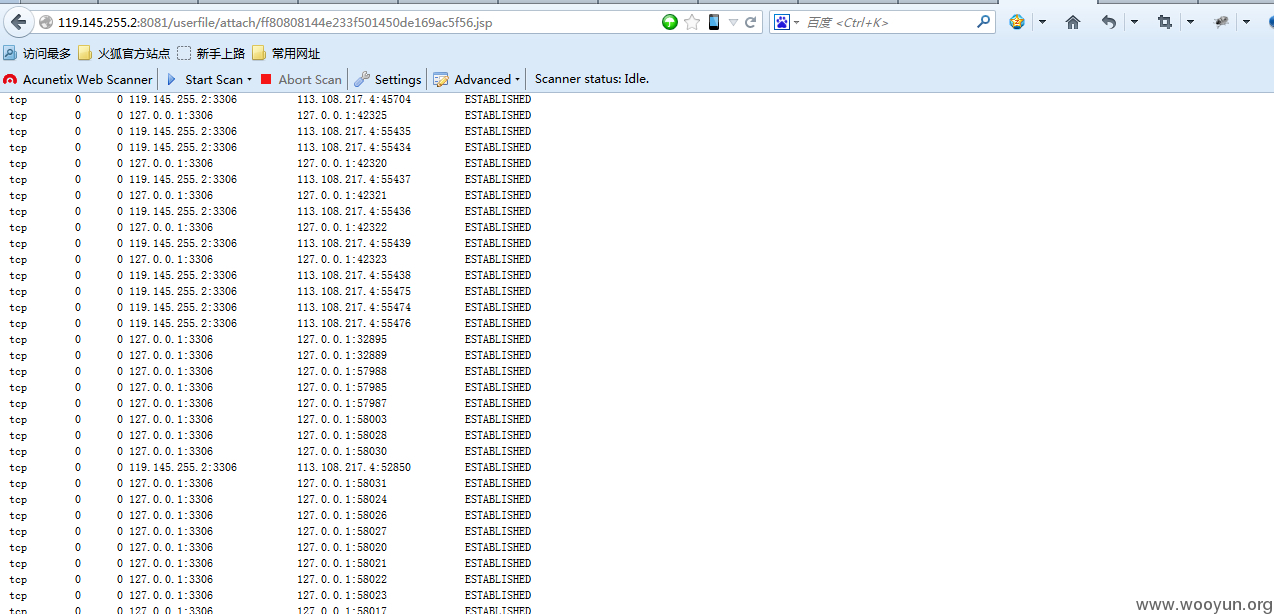 119.145.255.2:8081/userfile/attach/ff80808144e233f501450de169ac5f56.jsp 百度 <Ctrl+K>
访问最多 火狐官方站点 新手上路 常用网址
Acunetix Web Scanner Start Scan Abort Scan Settings Advanced Scanner status: Idle.
tcp 0 0 119.145.255.2:3306 113.108.217.4:45704 ESTABLISHED
tcp 0 0 127.0.0.1:3306 127.0.0.1:42325 ESTABLISHED
tcp 0 0 119.145.255.2:3306 113.108.217.4:55435 ESTABLISHED
tcp 0 0 119.145.255.2:3306 113.108.217.4:55434 ESTABLISHED
tcp 0 0 127.0.0.1:3306 127.0.0.1:42320 ESTABLISHED
tcp 0 0 119.145.255.2:3306 113.108.217.4:55437 ESTABLISHED
tcp 0 0 127.0.0.1:3306 127.0.0.1:42321 ESTABLISHED
tcp 0 0 119.145.255.2:3306 113.108.217.4:55436 ESTABLISHED
tcp 0 0 127.0.0.1:3306 127.0.0.1:42322 ESTABLISHED
tcp 0 0 119.145.255.2:3306 113.108.217.4:55439 ESTABLISHED
tcp 0 0 127.0.0.1:3306 127.0.0.1:42323 ESTABLISHED
tcp 0 0 119.145.255.2:3306 113.108.217.4:55438 ESTABLISHED
tcp 0 0 119.145.255.2:3306 113.108.217.4:55475 ESTABLISHED
tcp 0 0 119.145.255.2:3306 113.108.217.4:55474 ESTABLISHED
tcp 0 0 119.145.255.2:3306 113.108.217.4:55476 ESTABLISHED
tcp 0 0 127.0.0.1:3306 127.0.0.1:32895 ESTABLISHED
tcp 0 0 127.0.0.1:3306 127.0.0.1:32889 ESTABLISHED
tcp 0 0 127.0.0.1:3306 127.0.0.1:57988 ESTABLISHED
tcp 0 0 127.0.0.1:3306 127.0.0.1:57985 ESTABLISHED
tcp 0 0 127.0.0.1:3306 127.0.0.1:57987 ESTABLISHED
tcp 0 0 127.0.0.1:3306 127.0.0.1:58003 ESTABLISHED
tcp 0 0 127.0.0.1:3306 127.0.0.1:58028 ESTABLISHED
tcp 0 0 127.0.0.1:3306 127.0.0.1:58030 ESTABLISHED
tcp 0 0 119.145.255.2:3306 113.108.217.4:52850 ESTABLISHED
tcp 0 0 127.0.0.1:3306 127.0.0.1:58031 ESTABLISHED
tcp 0 0 127.0.0.1:3306 127.0.0.1:58024 ESTABLISHED
tcp 0 0 127.0.0.1:3306 127.0.0.1:58026 ESTABLISHED
tcp 0 0 127.0.0.1:3306 127.0.0.1:58027 ESTABLISHED
tcp 0 0 127.0.0.1:3306 127.0.0.1:58020 ESTABLISHED
tcp 0 0 127.0.0.1:3306 127.0.0.1:58021 ESTABLISHED
tcp 0 0 127.0.0.1:3306 127.0.0.1:58022 ESTABLISHED
tcp 0 0 127.0.0.1:3306 127.0.0.1:58023 ESTABLISHED
tcp 0 0 127.0.0.1:3306 127.0.0.1:58017 ESTABLISHED
www.wooyun.org